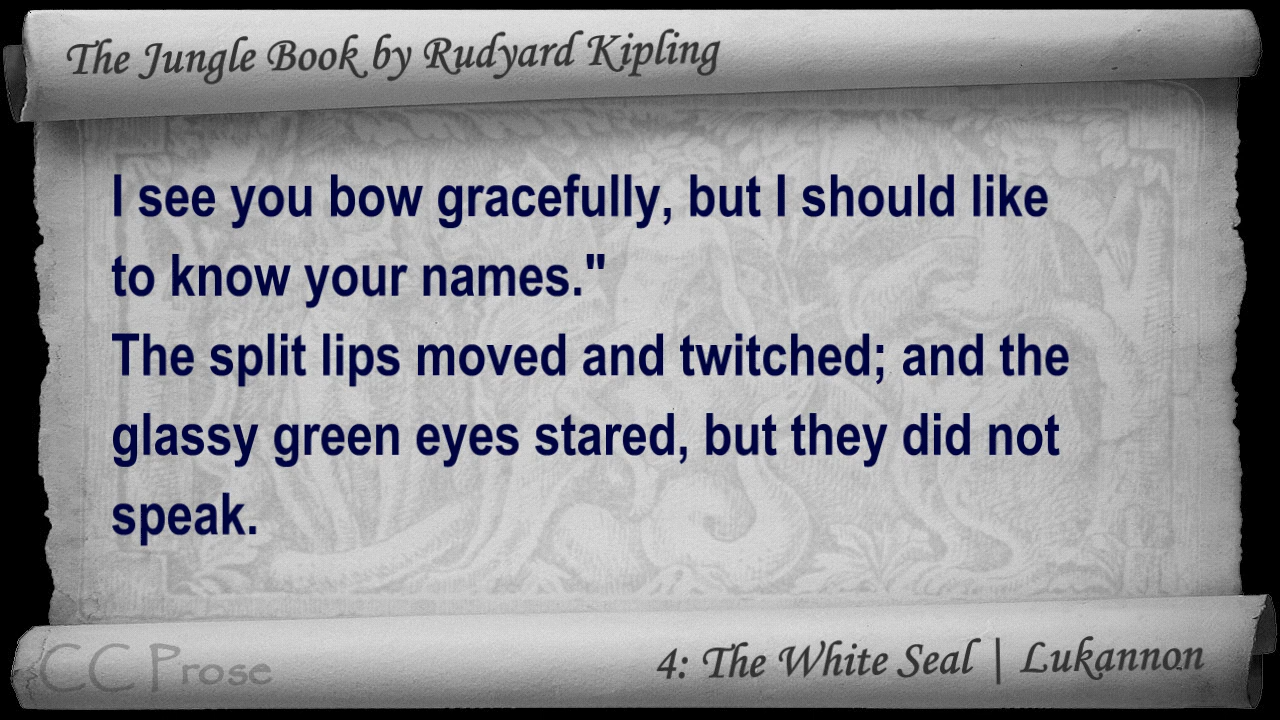 The Jungle Book by Rudyard Kipling
I see you bow gracefully, but I should like
to know your names."
The split lips moved and twitched; and the
glassy green eyes stared, but they did not
speak.
CC Prose
4: The White Seal | Lukannon